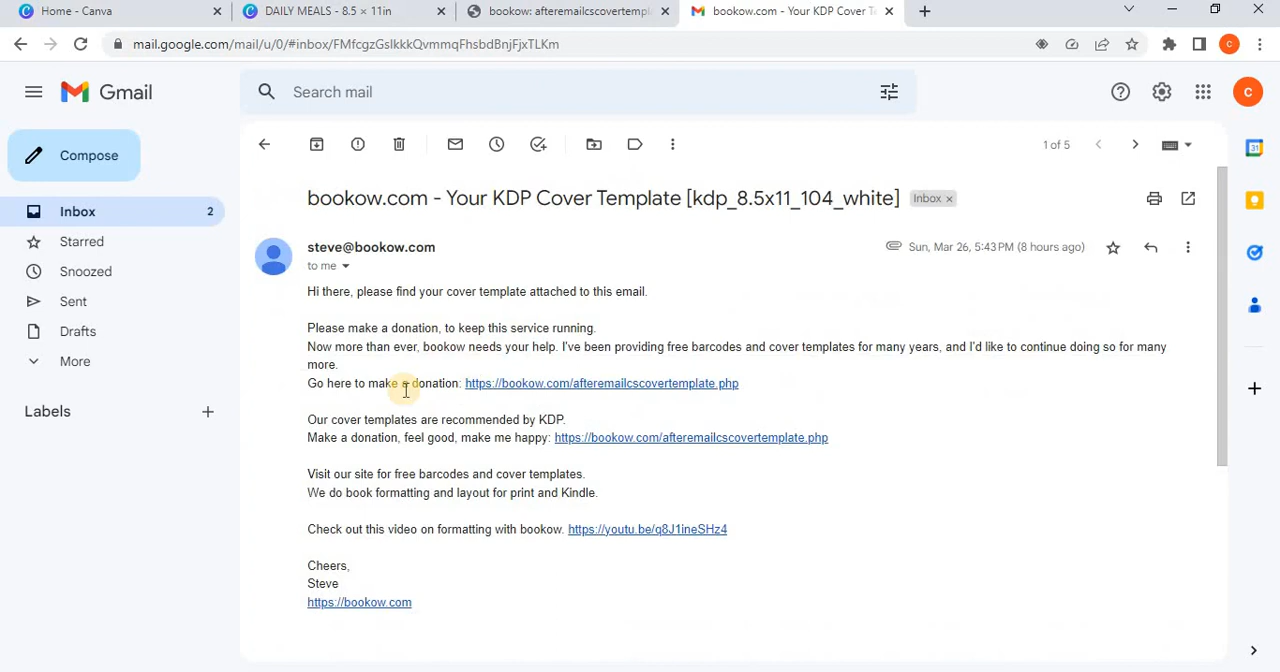 Home - Canva
DAILY MEALS - 8.5 × 11in
bookow: afteremailcscovertempl
bookow.com - Your KDP Cover T
mail.google.com/mail/u/0/#inbox/FMfcgzGslkkkQvmmqFhsbdBnjFjxTLKm
C
Gmail
Search mail
C
Compose
1 of 5
Inbox 2
bookow.com - Your KDP Cover Template [kdp_8.5x11_104_white] Inbox ×
Starred
steve@bookow.com
Sun, Mar 26, 5:43 PM (8 hours ago)
to me
Snoozed
Hi there, please find your cover template attached to this email.
Sent
Please make a donation, to keep this service running.
Drafts
Now more than ever, bookow needs your help. I've been providing free barcodes and cover templates for many years, and I'd like to continue doing so for many
more.
More
Go here to make a donation: https://bookow.com/afteremailcscovertemplate.php
Labels
Our cover templates are recommended by KDP.
Make a donation, feel good, make me happy: https://bookow.com/afteremailcscovertemplate.php
Visit our site for free barcodes and cover templates.
We do book formatting and layout for print and Kindle.
Check out this video on formatting with bookow. https://youtu.be/q8J1ineSHz4
Cheers,
Steve
https://bookow.com